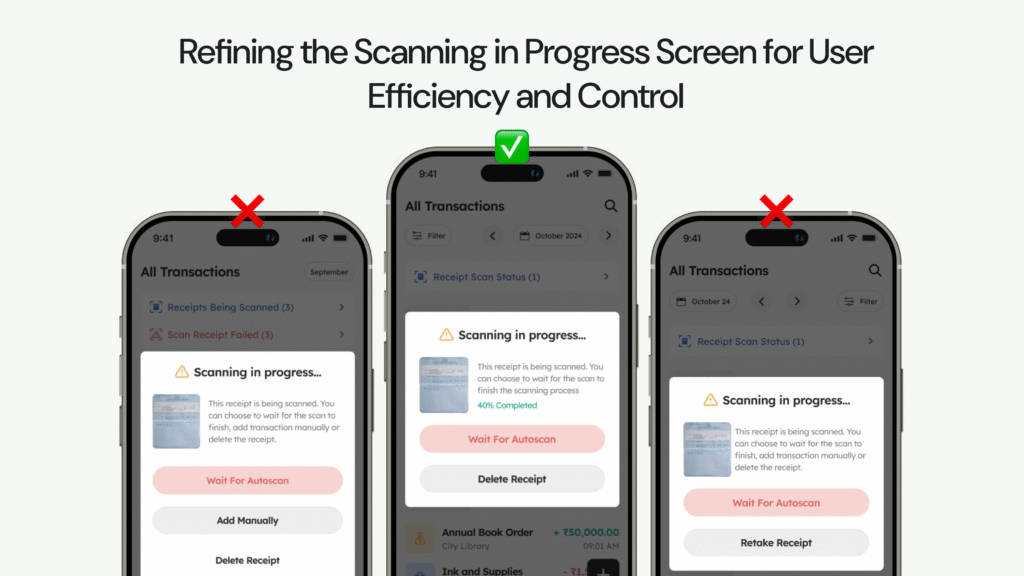 Refining the Scanning in Progress Screen for User
Efficiency and Control
9:41
All Transactions
September
Receipts Being Scanned (3)
Scan Receipt Failed (3)
Scanning in progress...
This receipt is being scanned. You
can choose to wait for the scan to
finish, add transaction manually or
delete the receipt.
Wait For Autoscan
Add Manually
Delete Receipt
9:41
All Transactions
Filter
October 2024
Receipt Scan Status (1)
Scanning in progress...
This receipt is being scanned. You
can choose to wait for the scan to
finish the scanning process
40% Completed
Wait For Autoscan
Delete Receipt
Annual Book Order
+ ₹50,000.00
City Library
09:01 AM
Ink and Supplies
9:41
All Transactions
October 24
Filter
Receipt Scan Status (1)
Scanning in progress...
This receipt is being scanned. You
can choose to wait for the scan to
finish, add transaction manually or
delete the receipt.
Wait For Autoscan
Retake Receipt